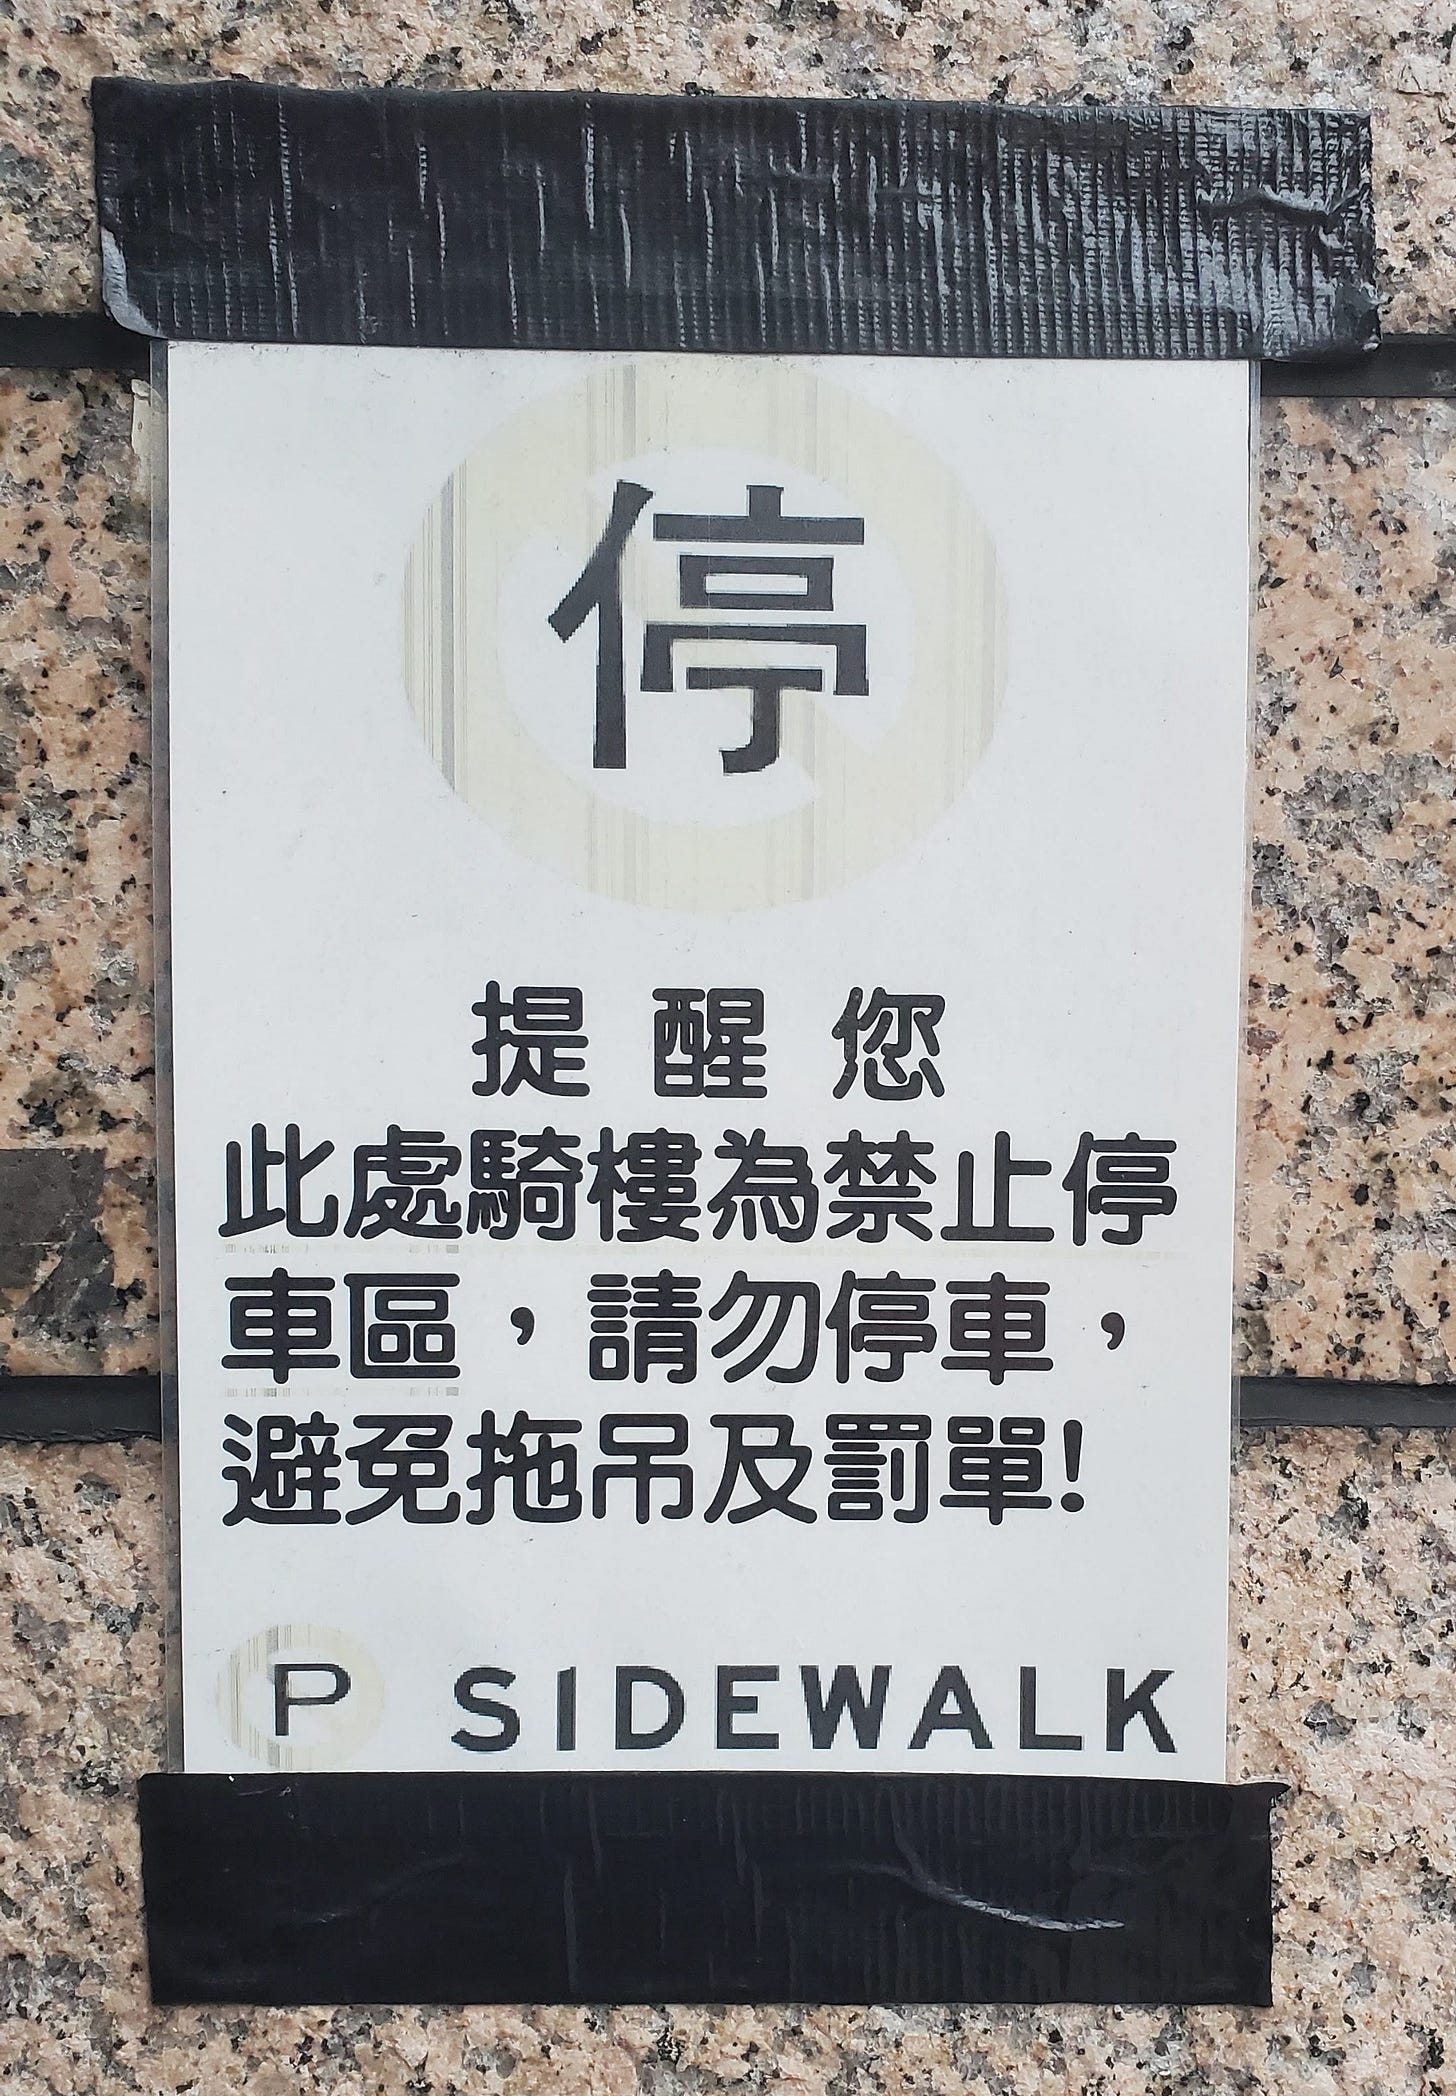 停
提醒您
此處騎樓為禁止停
車區，請勿停車，
避免拖吊及罰單!
P SIDEWALK